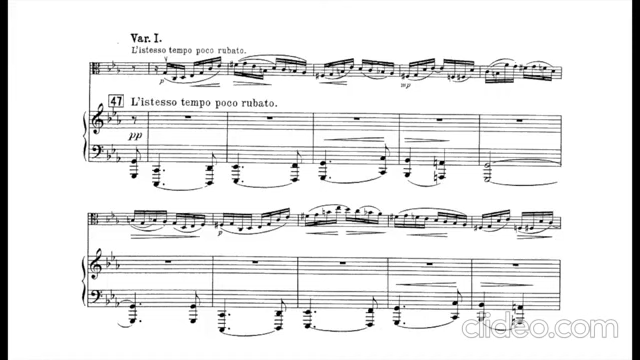 Var. I.
L'istesso tempo poco rubato.
p
mp
47 L'istesso tempo poco rubato.
pp
p
clideo.com